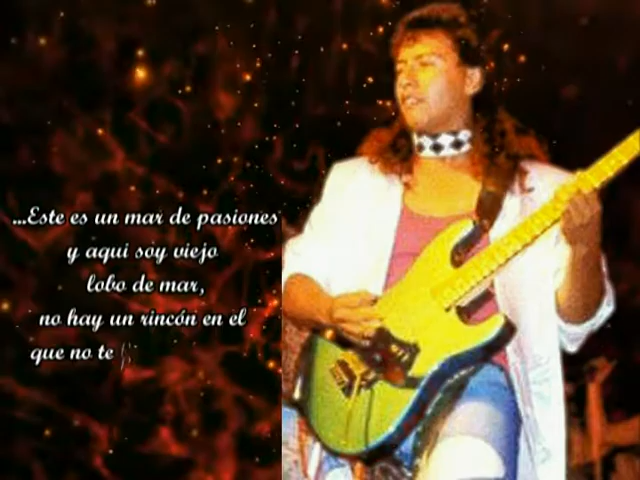 ...Este es un mar de pasiones
y aqui soy viejo
lobo de mar,
no hay un rincón en el
que no te